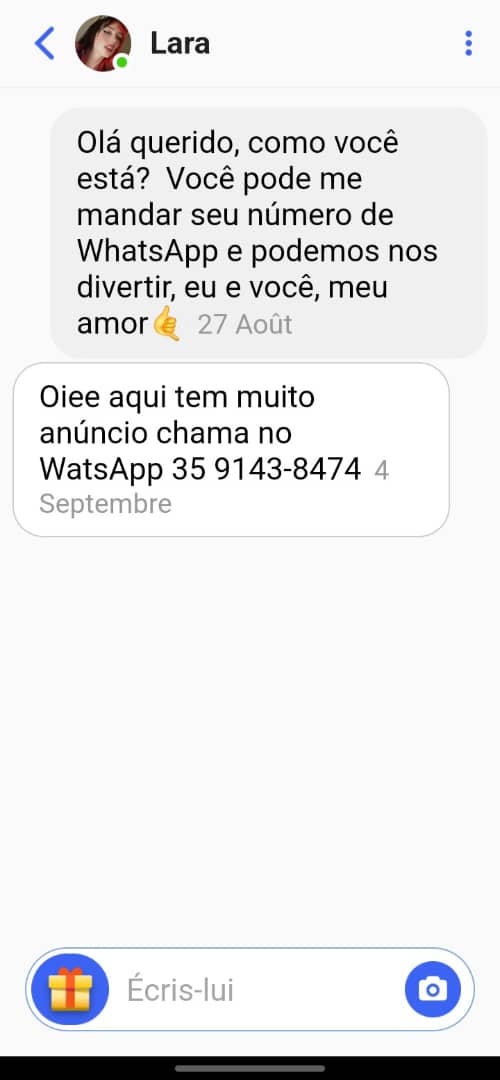 Lara
Olá querido, como você
está?  Você pode me
mandar seu número de
WhatsApp e podemos nos
divertir, eu e você, meu
amor🤙 27 Août
Oiee aqui tem muito
anúncio chama no
WatsApp 35 9143-8474 4
Septembre
Écris-lui